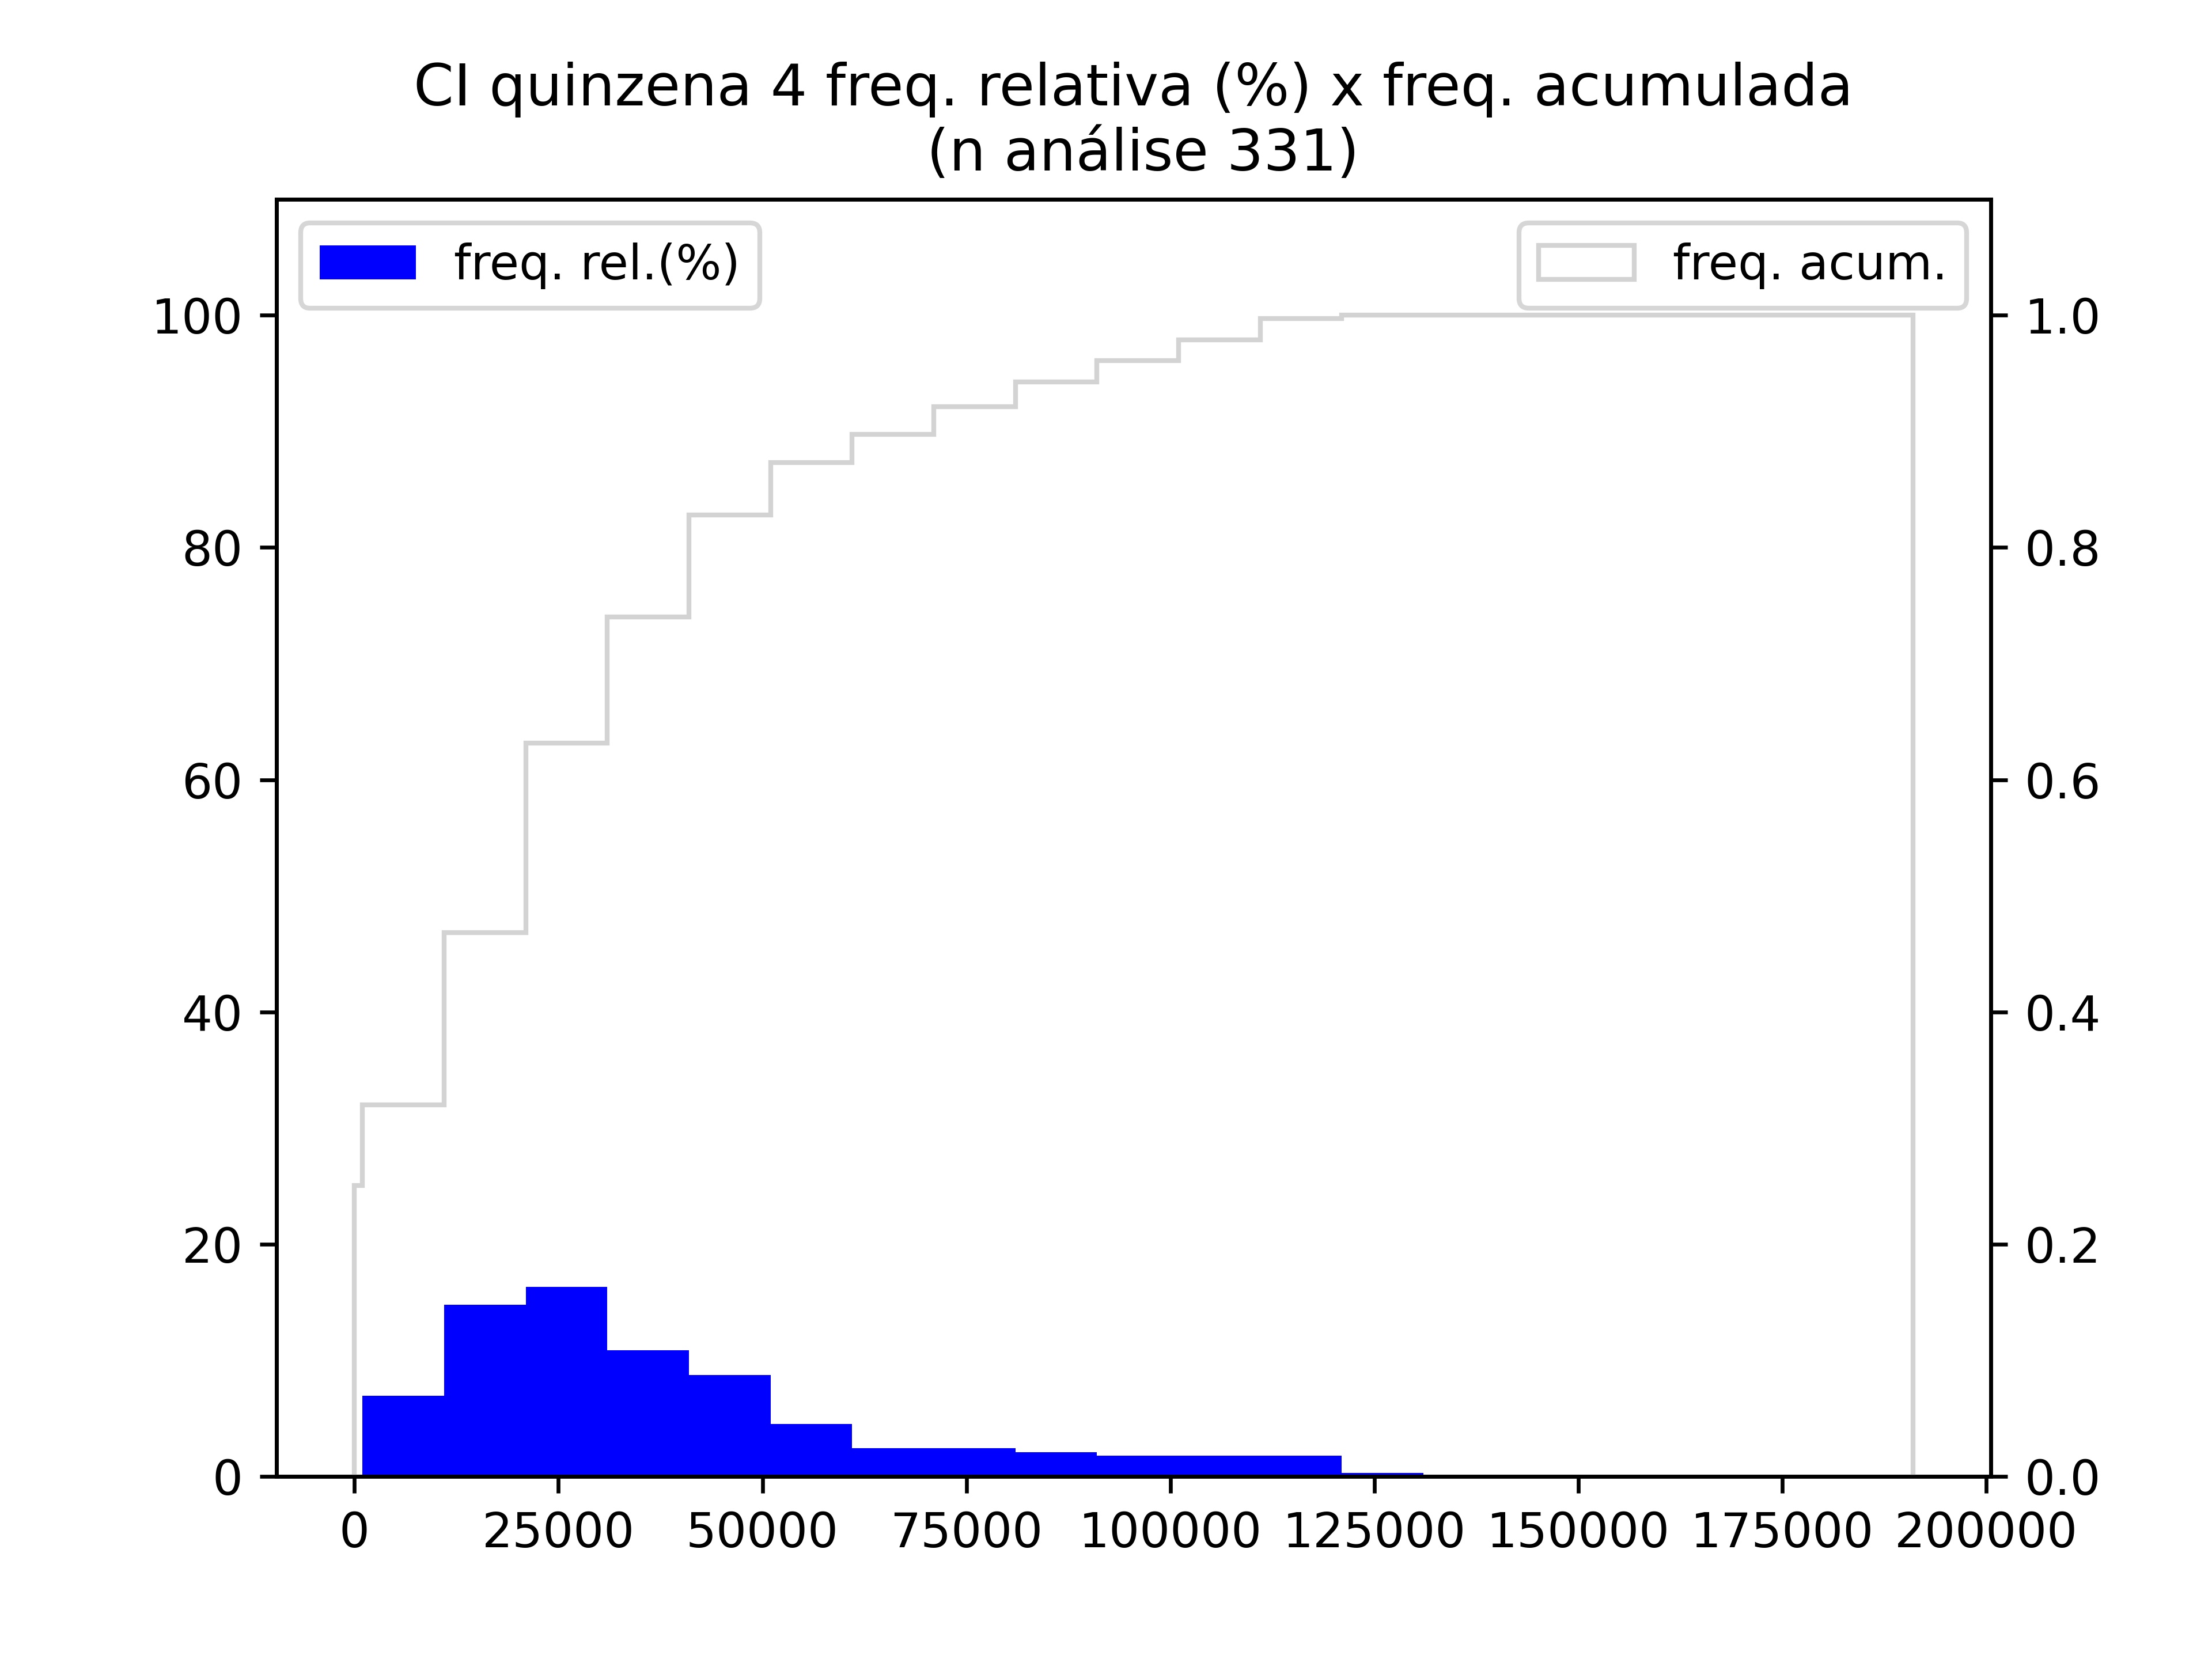 CI quinzena 4 freq. relativa (%) x freq. acumulada
(n análise 331)
freq. rel.(%)
freq. acum.
100
80
60
40
20
0
1.0
0.8
0.6
0.4
0.2
0.0
0 25000 50000 75000 100000 125000 150000 175000 200000